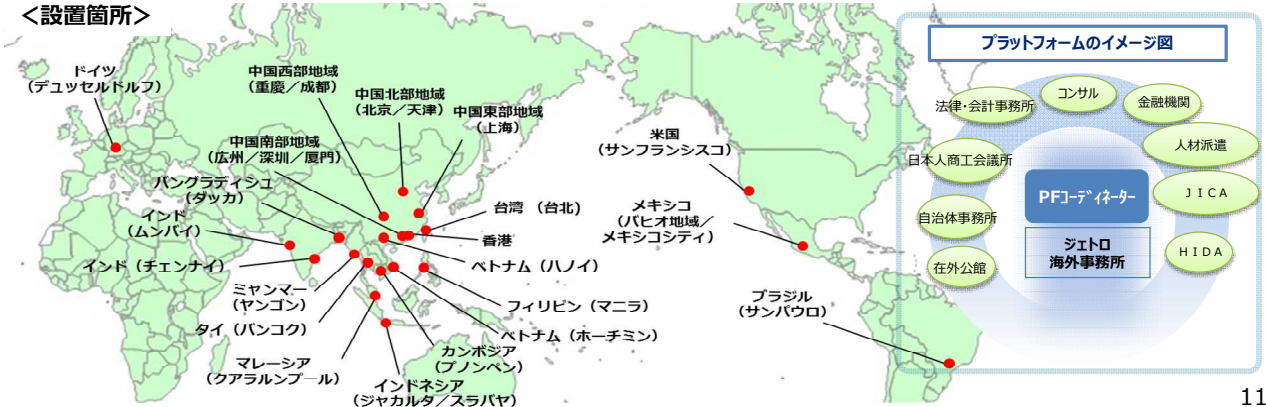 <設置箇所>
ドイツ
（デュッセルドルフ）
中国西部地域
（重慶／成都）
中国北部地域
（北京／天津）
中国東部地域
（上海）
中国南部地域
（広州／深圳／厦門）
バングラディシュ
（ダッカ）
インド
（ムンバイ）
インド（チェンナイ）
ミヤンマー
（ヤンゴン）
タイ（バンコク）
マレーシア
（クアラルンプール）
インドネシア
（ジャカルタ／スラバヤ）
カンボジア
（プノンペン）
ベトナム（ホーチミン）
フィリピン（マニラ）
ベトナム（ハノイ）
香港
台湾 （台北）
米国
（サンフランシスコ）
メキシコ
（バヒオ地域／
メキシコシティ）
ブラジル
（サンパウロ）
プラットフォームのイメージ図
コンサル
法律・会計事務所
金融機関
日本人商工会議所
人材派遣
自治体事務所
ＪＩＣＡ
在外公館
ＨＩＤＡ
PFコーディネーター
ジェトロ
海外事務所
11